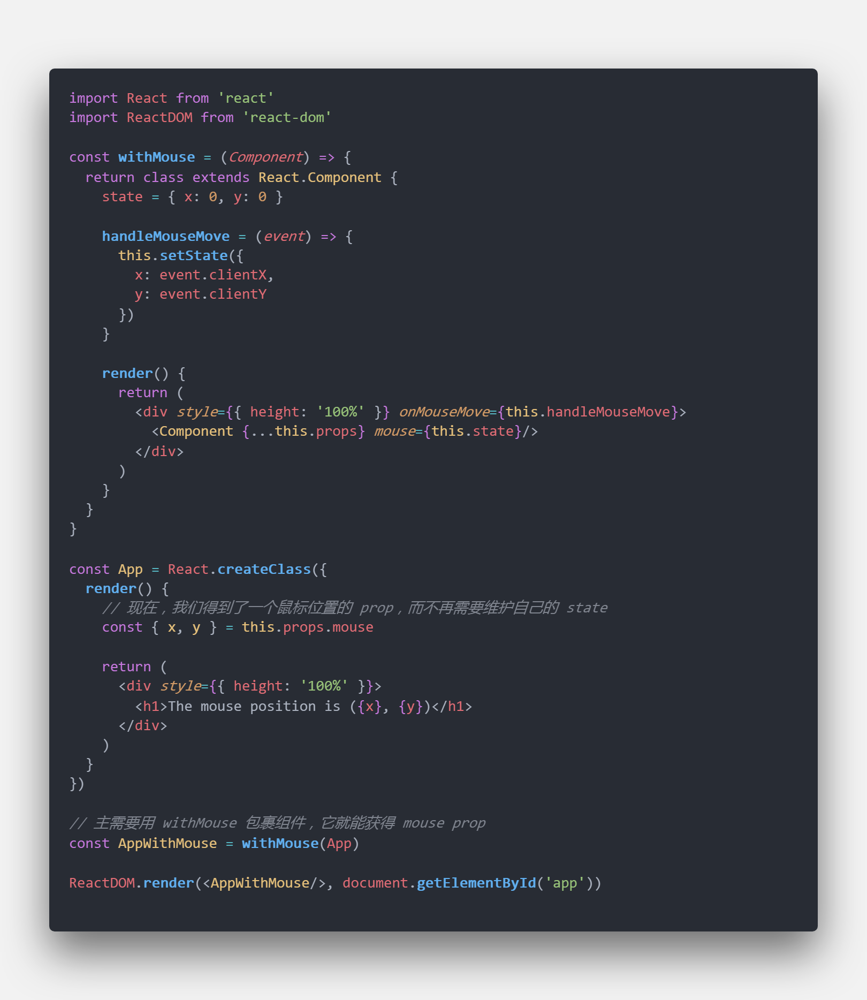 import React from 'react'
import ReactDOM from 'react-dom'

const withMouse = (Component) => {
  return class extends React.Component {
    state = { x: 0, y: 0 }

    handleMouseMove = (event) => {
      this.setState({
        x: event.clientX,
        y: event.clientY
      })
    }

    render() {
      return (
        <div style={{ height: '100%' }} onMouseMove={this.handleMouseMove}>
          <Component {...this.props} mouse={this.state}/>
        </div>
      )
    }
  }
}

const App = React.createClass({
  render() {
    // 现在，我们得到了一个鼠标位置的 prop，而不再需要维护自己的 state
    const { x, y } = this.props.mouse

    return (
      <div style={{ height: '100%' }}>
        <h1>The mouse position is ({x}, {y})</h1>
      </div>
    )
  }
})

// 主需要用 withMouse 包裹组件，它就能获得 mouse prop
const AppWithMouse = withMouse(App)

ReactDOM.render(<AppWithMouse/>, document.getElementById('app'))